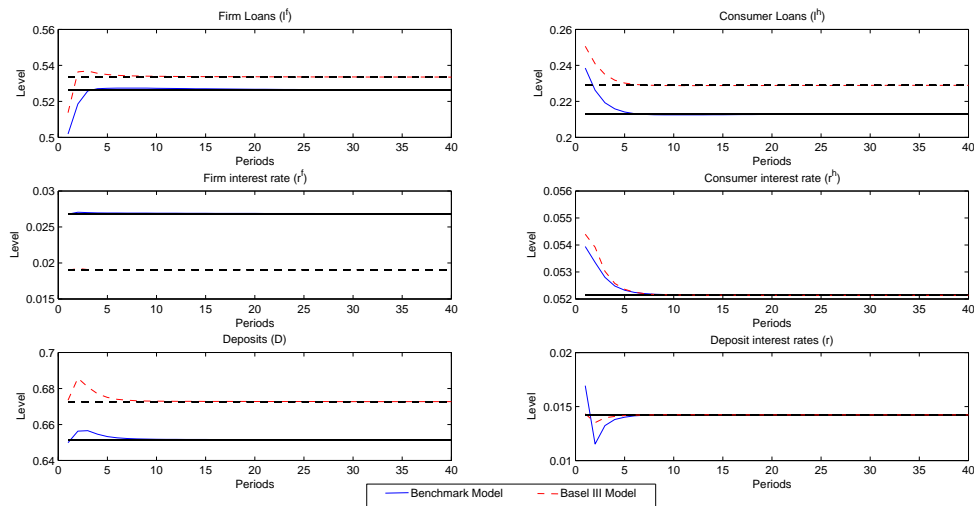 Firm Loans (l^f)
Level
0.56
0.54
0.52
0.5
0 5 10 15 20 25 30 35 40
Periods
Consumer Loans (l^h)
Level
0.26
0.24
0.22
0.2
0 5 10 15 20 25 30 35 40
Periods
Firm interest rate (r^f)
Level
0.03
0.025
0.02
0.015
0 5 10 15 20 25 30 35 40
Periods
Consumer interest rate (r^h)
Level
0.056
0.054
0.052
0.052
0 5 10 15 20 25 30 35 40
Periods
Deposits (D)
Level
0.7
0.68
0.66
0.64
0 5 10 15 20 25 30 35 40
Periods
Deposit interest rates (r)
Level
0.02
0.015
0.01
0 5 10 15 20 25 30 35 40
Periods
Benchmark Model
Basel III Model